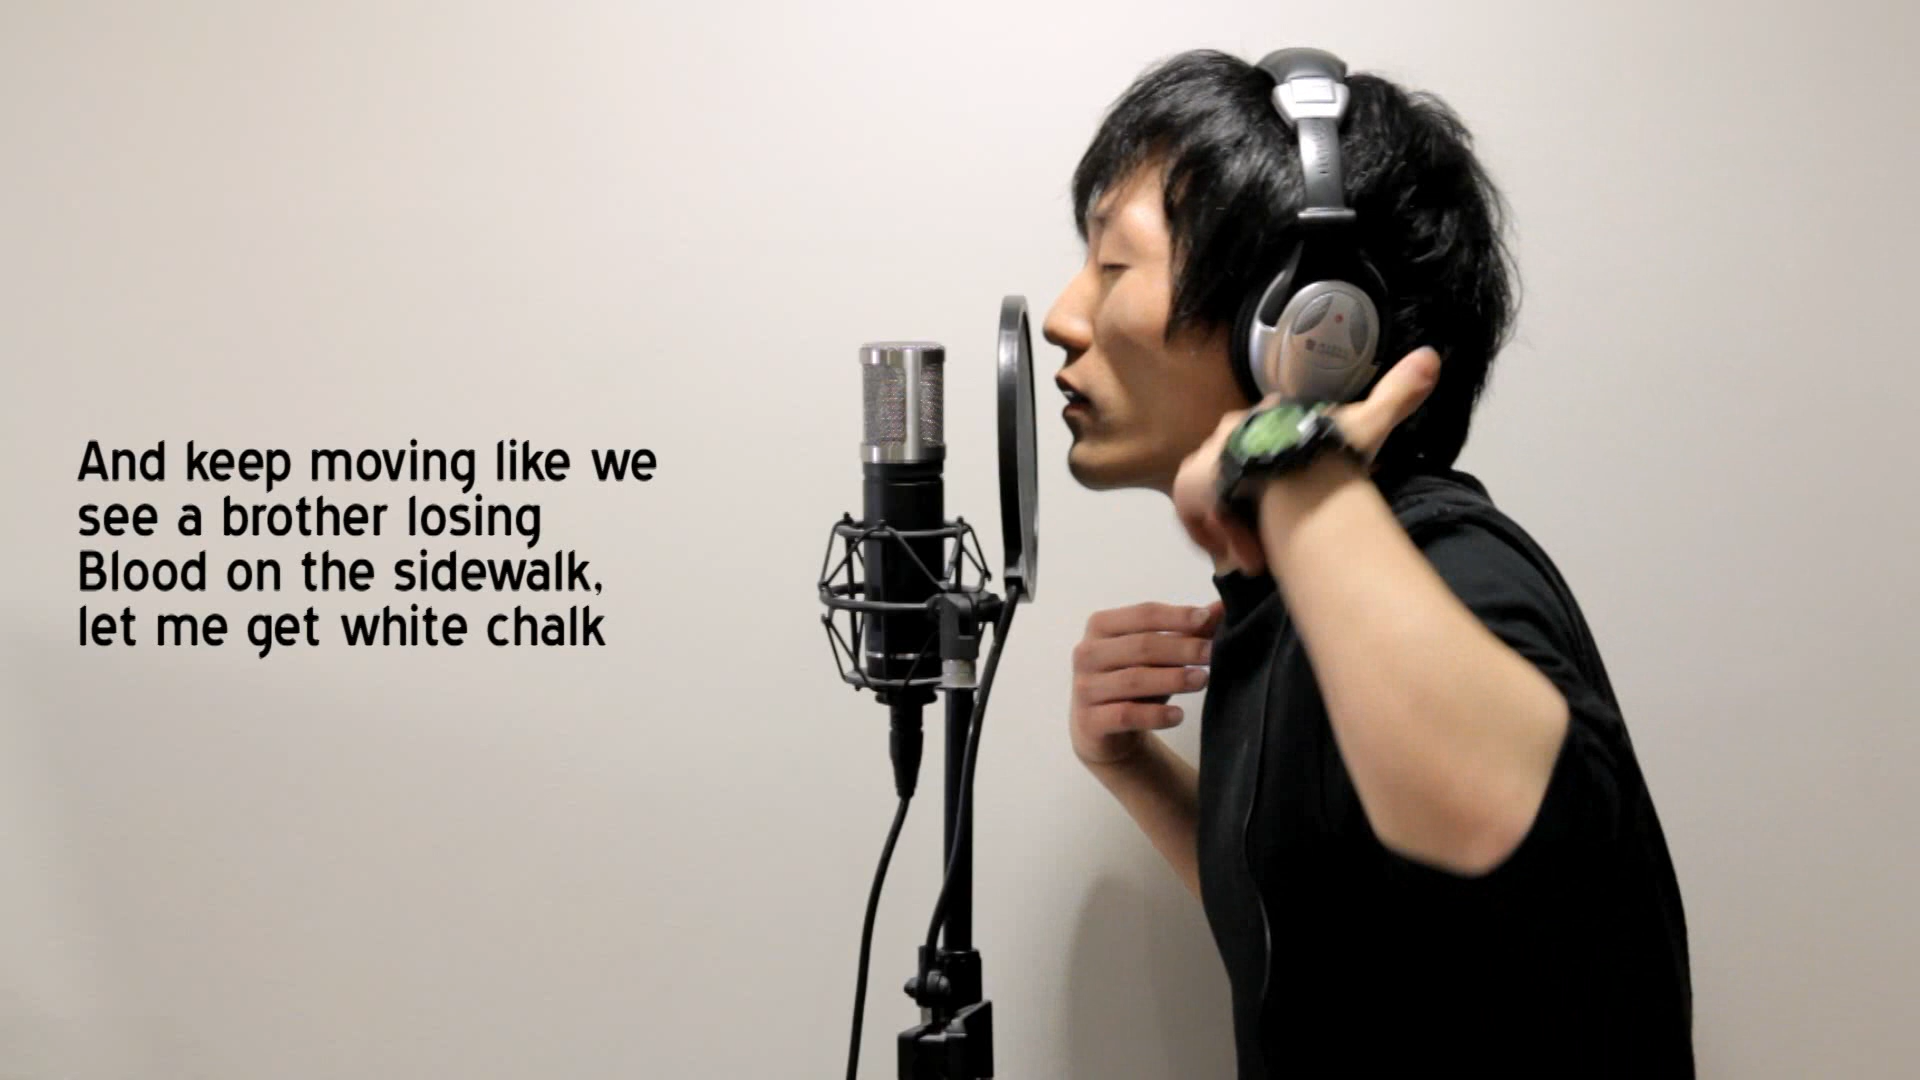 And keep moving like we
see a brother losing
Blood on the sidewalk,
let me get white chalk